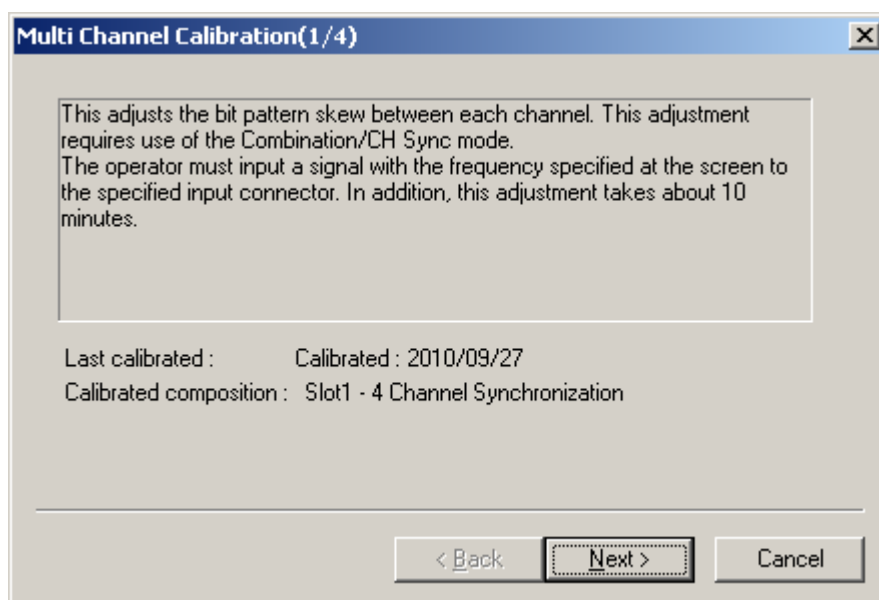 Multi Channel Calibration(1/4)
This adjusts the bit pattern skew between each channel. This adjustment
requires use of the Combination/CH Sync mode.
The operator must input a signal with the frequency specified at the screen to
the specified input connector. In addition, this adjustment takes about 10
minutes.
Last calibrated : Calibrated : 2010/09/27
Calibrated composition : Slot1 - 4 Channel Synchronization
< Back Next > Cancel